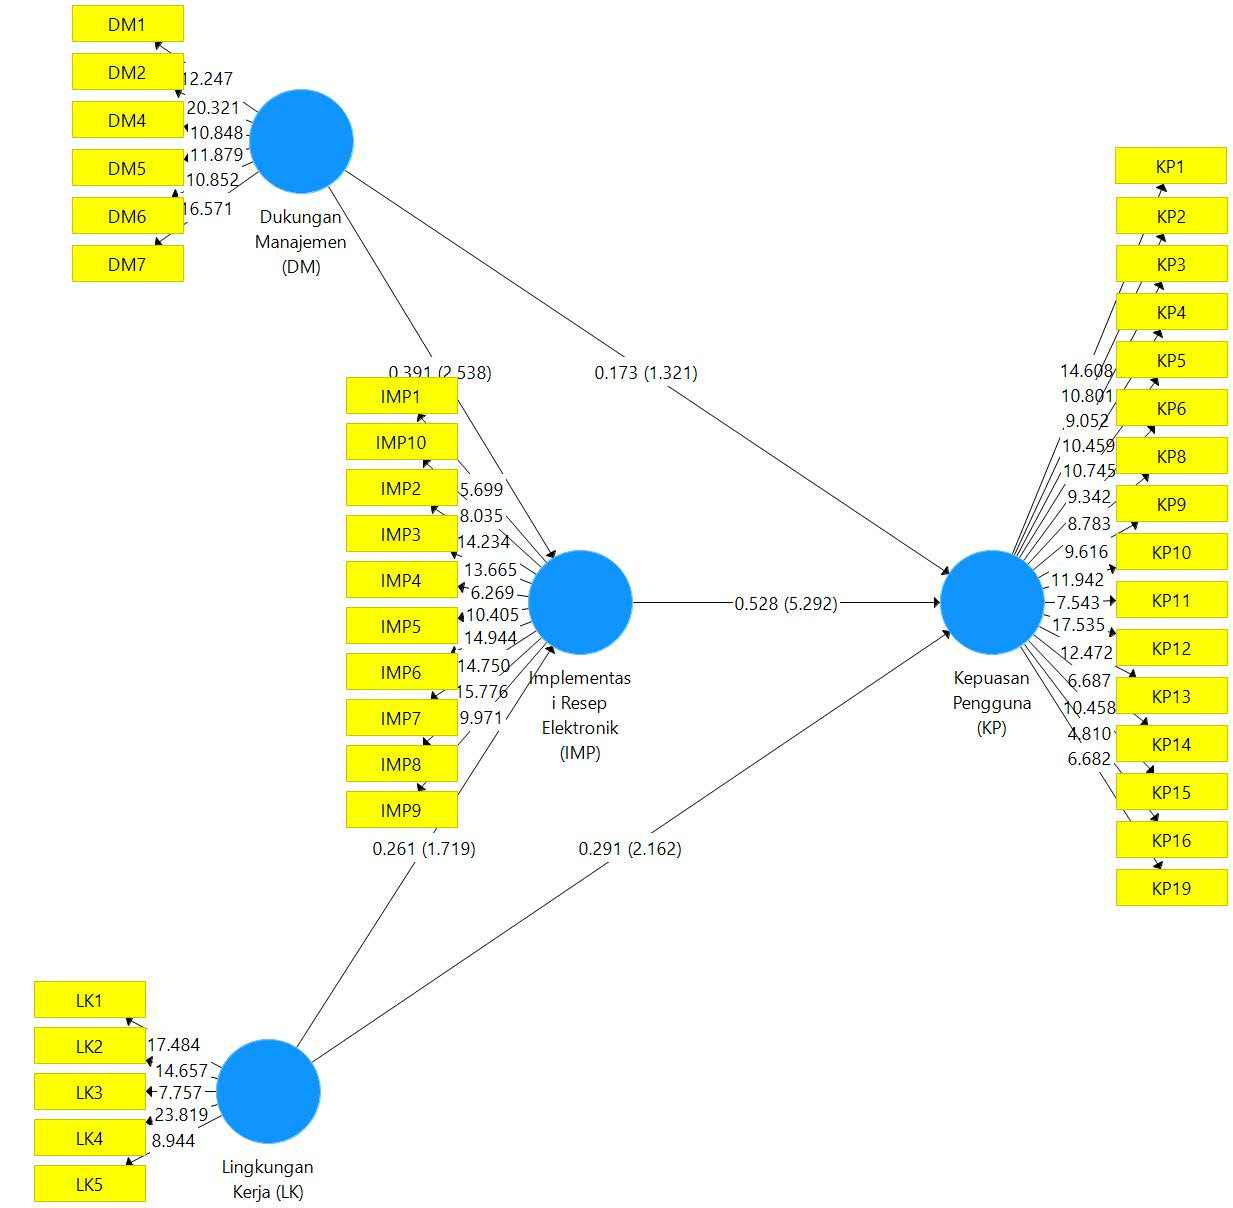 DM1
DM2
DM4
DM5
DM6
DM7
12.247
20.321
10.848
11.879
10.852
16.571
Dukungan
Manajemen
(DM)
0.391 (2.538)
0.173 (1.321)
IMP1
IMP10
IMP2
IMP3
IMP4
IMP5
IMP6
IMP7
IMP8
IMP9
5.699
8.035
14.234
13.665
6.269
10.405
14.944
14.750
15.776
9.971
Implementas
i Resep
Elektronik
(IMP)
0.528 (5.292)
0.261 (1.719)
0.291 (2.162)
Kepuasan
Pengguna
(KP)
14.608
10.801
9.052
10.459
10.745
9.342
8.783
9.616
11.942
7.543
17.535
12.472
6.687
10.458
4.810
6.682
KP1
KP2
KP3
KP4
KP5
KP6
KP8
KP9
KP10
KP11
KP12
KP13
KP14
KP15
KP16
KP19
LK1
LK2
LK3
LK4
LK5
17.484
14.657
7.757
23.819
8.944
Lingkungan
Kerja (LK)